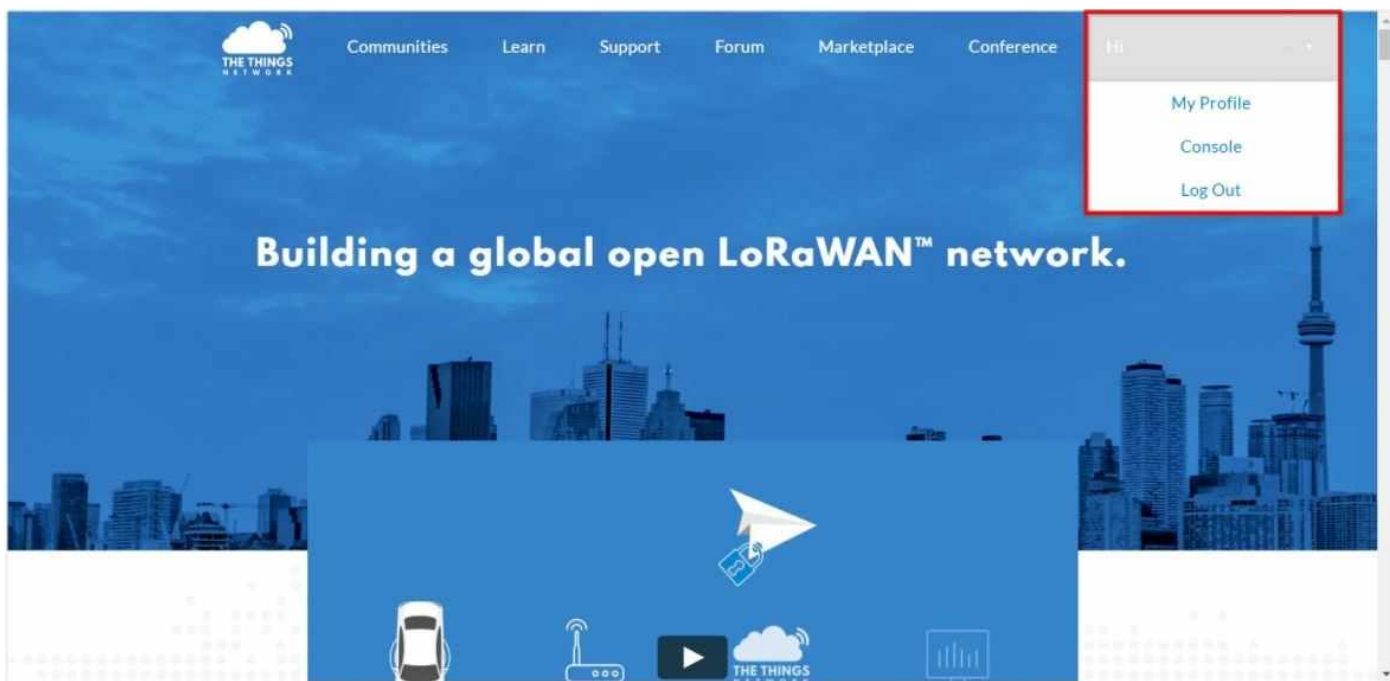 THE THINGS
NETWORK
Communities
Learn
Support
Forum
Marketplace
Conference
Hi
My Profile
Console
Log Out
Building a global open LoRaWAN™ network.
THE THINGS
NETWORK